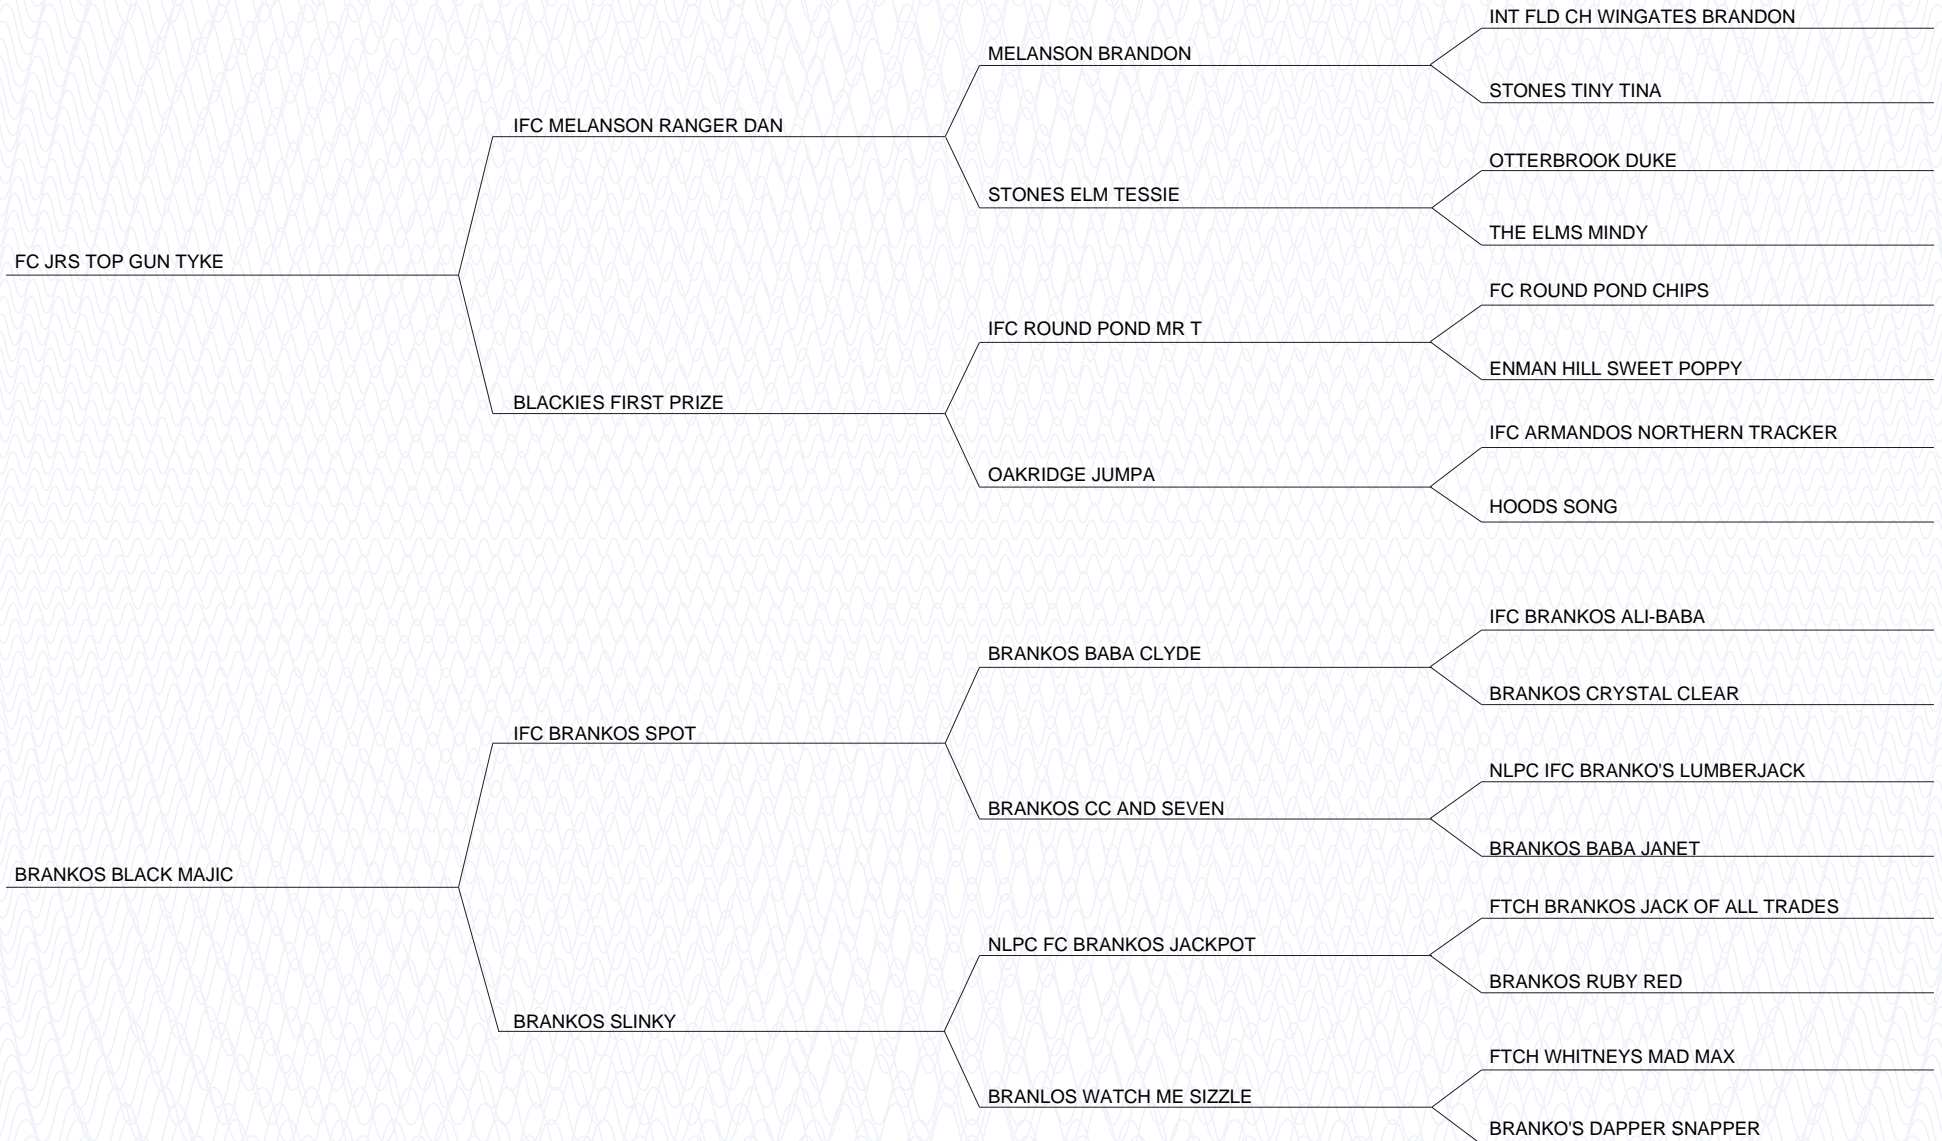 INT FLD CH WINGATES BRANDON
MELANSON BRANDON
STONES TINY TINA
IFC MELANSON RANGER DAN
OTTERBROOK DUKE
STONES ELM TESSIE
THE ELMS MINDY
FC JRS TOP GUN TYKE
FC ROUND POND CHIPS
IFC ROUND POND MR T
ENMAN HILL SWEET POPPY
BLACKIES FIRST PRIZE
IFC ARMANDOS NORTHERN TRACKER
OAKRIDGE JUMPA
HOODS SONG
IFC BRANKOS ALI-BABA
BRANKOS BABA CLYDE
BRANKOS CRYSTAL CLEAR
IFC BRANKOS SPOT
NLPC IFC BRANKO'S LUMBERJACK
BRANKOS CC AND SEVEN
BRANKOS BABA JANET
BRANKOS BLACK MAJIC
FTCH BRANKOS JACK OF ALL TRADES
NLPC FC BRANKOS JACKPOT
BRANKOS RUBY RED
BRANKOS SLINKY
FTCH WHITNEYS MAD MAX
BRANLOS WATCH ME SIZZLE
BRANKO'S DAPPER SNAPPER